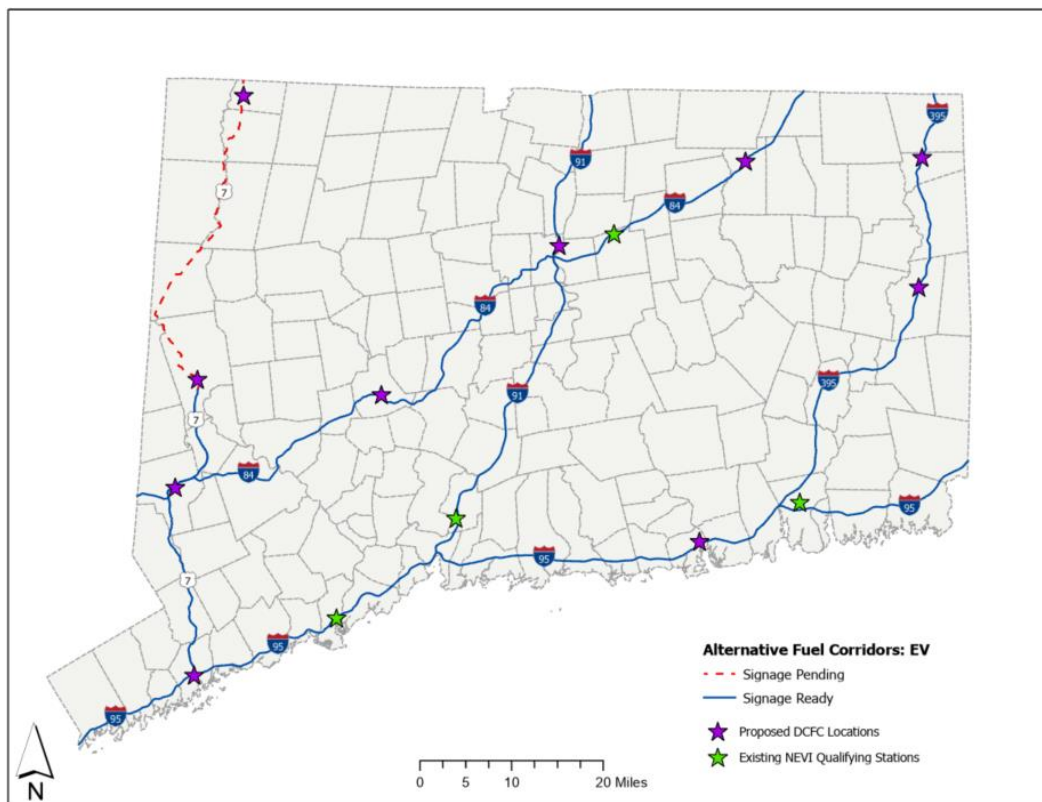 395
91
7
84
84
91
395
7
84
95
95
7
95
95
Alternative Fuel Corridors: EV
Signage Pending
Signage Ready
Proposed DCFC Locations
Existing NEVI Qualifying Stations
N
0 5 10 20 Miles